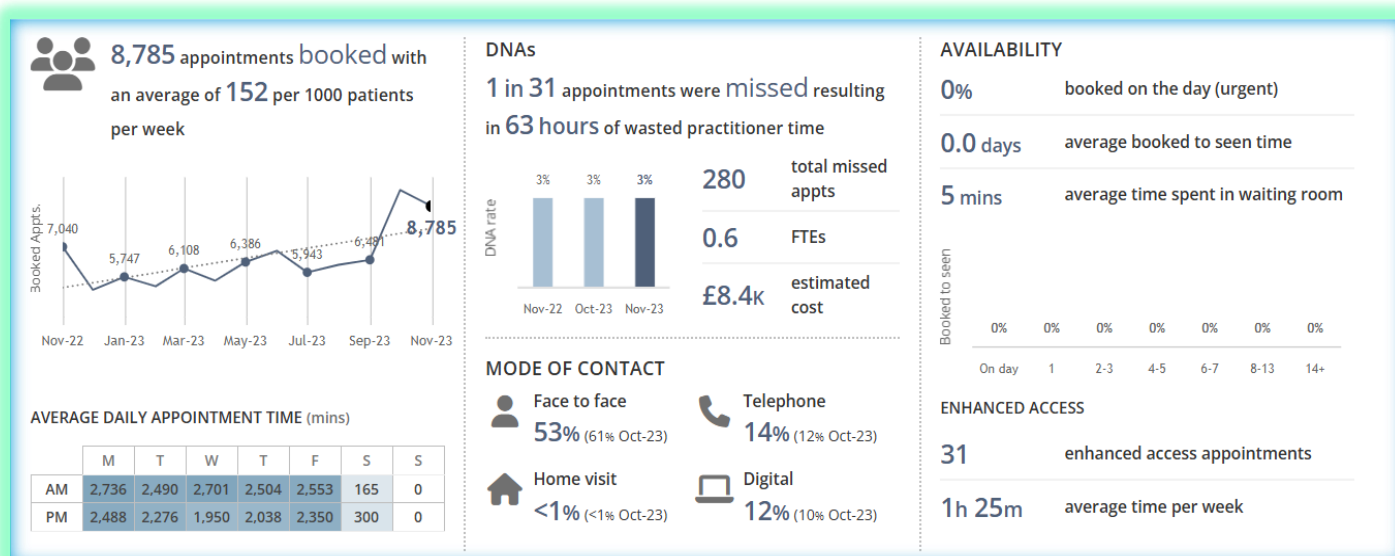 8,785 appointments booked with
an average of 152 per 1000 patients
per week
Booked Appts.
7,040
5,747
6,108
6,386
5,943
6,481
8,785
Nov-22 Jan-23 Mar-23 May-23 Jul-23 Sep-23 Nov-23
AVERAGE DAILY APPOINTMENT TIME (mins)
M T W T F S S
AM 2,736 2,490 2,701 2,504 2,553 165 0
PM 2,488 2,276 1,950 2,038 2,350 300 0
DNAs
1 in 31 appointments were missed resulting
in 63 hours of wasted practitioner time
DNA rate
3% 3% 3%
Nov-22 Oct-23 Nov-23
280 total missed
appts
0.6 FTEs
£8.4K estimated
cost
MODE OF CONTACT
Face to face
53% (61% Oct-23)
Telephone
14% (12% Oct-23)
Home visit
<1% (<1% Oct-23)
Digital
12% (10% Oct-23)
AVAILABILITY
0% booked on the day (urgent)
0.0 days average booked to seen time
5 mins average time spent in waiting room
Booked to seen
0% 0% 0% 0% 0% 0% 0%
On day 1 2-3 4-5 6-7 8-13 14+
ENHANCED ACCESS
31 enhanced access appointments
1h 25m average time per week